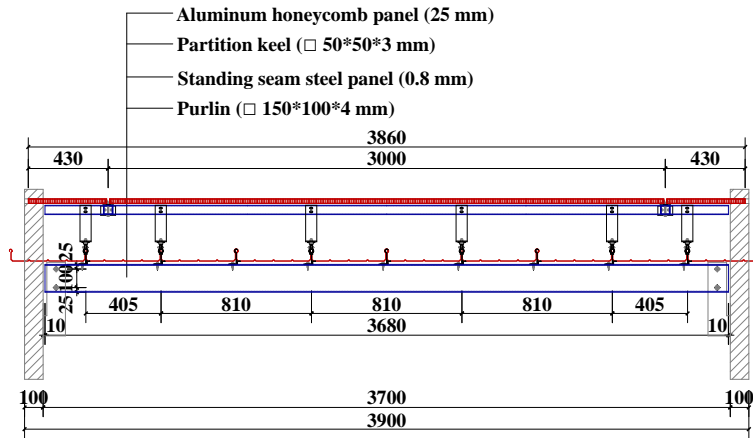 Aluminum honeycomb panel (25 mm)
Partition keel (□ 50*50*3 mm)
Standing seam steel panel (0.8 mm)
Purlin (□ 150*100*4 mm)
3860
430 3000 430
25
100
25
405 810 810 810 405
10 3680 10
100 3700 100
3900